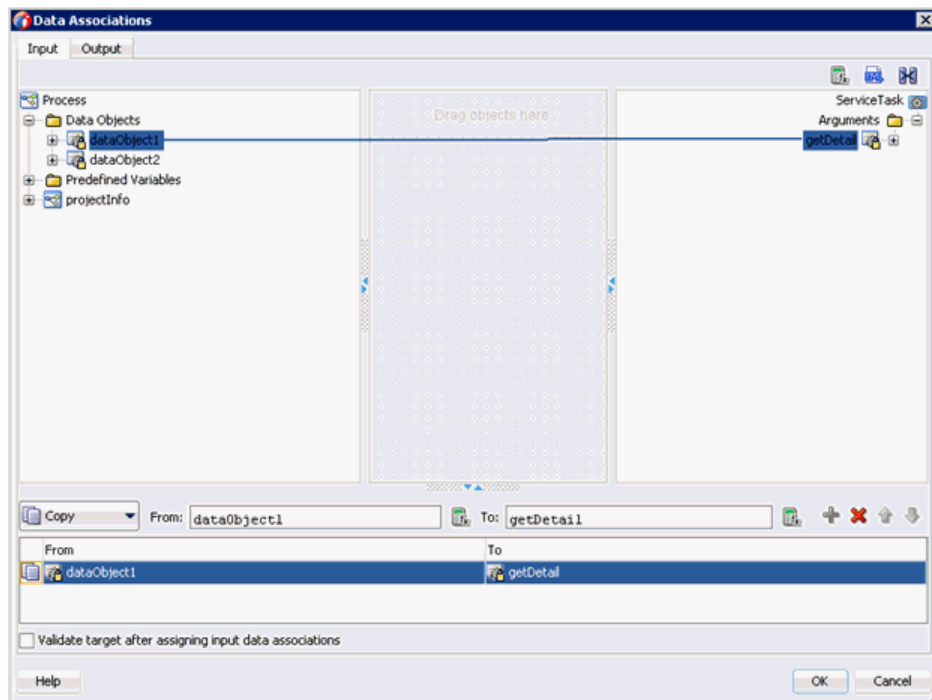 Data Associations
Input Output
Process
Data Objects
dataObject1
dataObject2
Predefined Variables
projectInfo
Drag objects here
ServiceTask
Arguments
getDetail
Copy From: dataObject1 To: getDetail
From To
dataObject1 getDetail
Validate target after assigning input data associations
Help OK Cancel